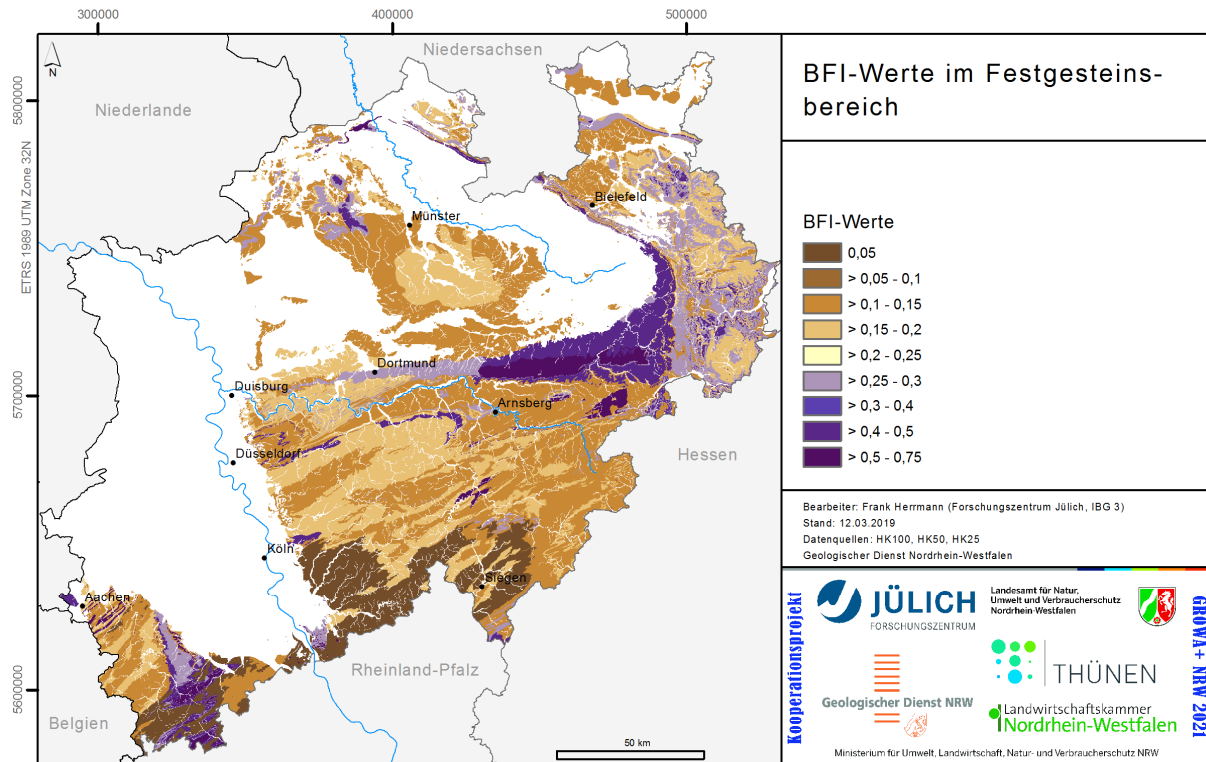 300000
400000
500000
5800000
5700000
5600000
ETRS 1989 UTM Zone 32N
N
Niederlande
Niedersachsen
Münster
Bielefeld
Dortmund
Duisburg
Arnsberg
Düsseldorf
Hessen
Köln
Siegen
Aachen
Rheinland-Pfalz
Belgien
50 km
BFI-Werte im Festgesteins-
bereich
BFI-Werte
0,05
> 0,05 - 0,1
> 0,1 - 0,15
> 0,15 - 0,2
> 0,2 - 0,25
> 0,25 - 0,3
> 0,3 - 0,4
> 0,4 - 0,5
> 0,5 - 0,75
Bearbeiter: Frank Herrmann (Forschungszentrum Jülich, IBG 3)
Stand: 12.03.2019
Datenquellen: HK100, HK50, HK25
Geologischer Dienst Nordrhein-Westfalen
Kooperationsprojekt
JÜLICH
FORSCHUNGSZENTRUM
Landesamt für Natur,
Umwelt und Verbraucherschutz
Nordrhein-Westfalen
GROWA+ NRW 2021
THÜNEN
Geologischer Dienst NRW
Landwirtschaftskammer
Nordrhein-Westfalen
Ministerium für Umwelt, Landwirtschaft, Natur- und Verbraucherschutz NRW